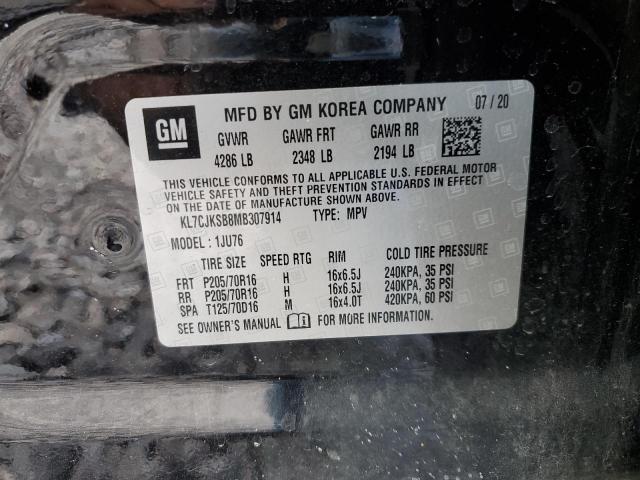 GM
MFD BY GM KOREA COMPANY 07 / 20
GVWR GAWR FRT GAWR RR
4286 LB 2348 LB 2194 LB
THIS VEHICLE CONFORMS TO ALL APPLICABLE U.S. FEDERAL MOTOR
VEHICLE SAFETY AND THEFT PREVENTION STANDARDS IN EFFECT
ON THE DATE OF MANUFACTURE SHOWN ABOVE.
KL7CJKSB8MB307914 TYPE: MPV
MODEL : 1JU76
TIRE SIZE SPEED RTG RIM COLD TIRE PRESSURE
FRT P205/70R16 H 16x6.5J 240KPA, 35 PSI
RR P205/70R16 H 16x6.5J 240KPA, 35 PSI
SPA T125/70D16 M 16x4.0T 420KPA, 60 PSI
SEE OWNER'S MANUAL FOR MORE INFORMATION.